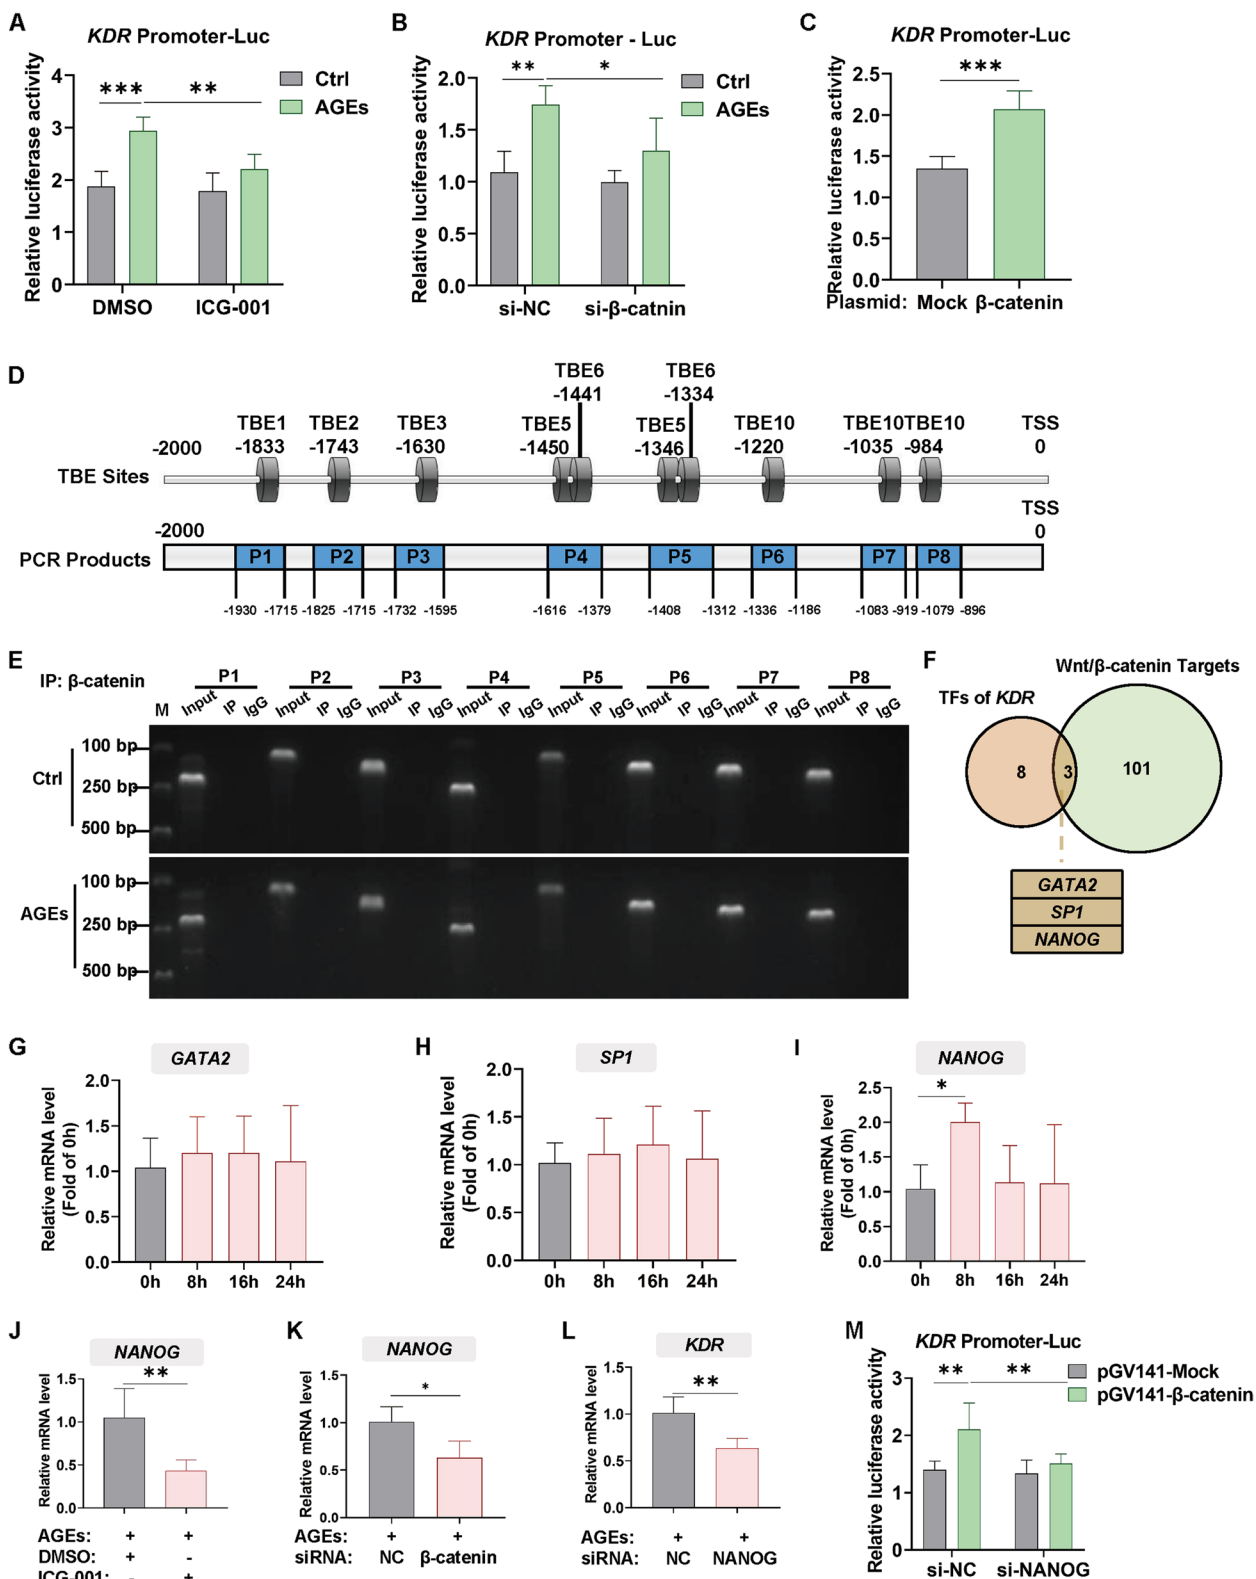 A
KDR Promoter-Luc
Relative luciferase activity
4
3
2
1
0
***
**
Ctrl
AGEs
DMSO
ICG-001
B
KDR Promoter - Luc
Relative luciferase activity
2.0
1.5
1.0
0.5
0.0
**
*
Ctrl
AGEs
si-NC
si-β-catnin
C
KDR Promoter-Luc
Relative luciferase activity
2.5
2.0
1.5
1.0
0.5
0.0
***
Plasmid: Mock β-catenin
D
TBE6 TBE6
-1441 -1334
TBE1 TBE2 TBE3 TBE5 TBE5 TBE10 TBE10 TBE10 TSS
-2000 -1833 -1743 -1630 -1450 -1346 -1220 -1035 -984 0
TBE Sites
TSS
-2000 0
PCR Products P1 P2 P3 P4 P5 P6 P7 P8
-1930 -1715 -1825 -1715 -1732 -1595 -1616 -1379 -1408 -1312 -1336 -1186 -1083 -919 -1079 -896
E
IP: β-catenin P1 P2 P3 P4 P5 P6 P7 P8
M Input IP IgG Input IP IgG Input IP IgG Input IP IgG Input IP IgG Input IP IgG Input IP IgG Input IP IgG
Ctrl
100 bp
250 bp
500 bp
AGEs
100 bp
250 bp
500 bp
F
Wnt/β-catenin Targets
TFs of KDR
8 3 101
GATA2
SP1
NANOG
G
GATA2
Relative mRNA level
(Fold of 0h)
2.0
1.5
1.0
0.5
0.0
0h 8h 16h 24h
H
SP1
Relative mRNA level
(Fold of 0h)
2.0
1.5
1.0
0.5
0.0
0h 8h 16h 24h
I
NANOG
Relative mRNA level
(Fold of 0h)
2.5
2.0
1.5
1.0
0.5
0.0
*
0h 8h 16h 24h
J
NANOG
Relative mRNA level
1.5
1.0
0.5
0.0
**
AGEs: + +
DMSO: + -
ICG-001: - +
K
NANOG
Relative mRNA level
1.5
1.0
0.5
0.0
*
AGEs: + +
siRNA: NC β-catenin
L
KDR
Relative mRNA level
1.5
1.0
0.5
0.0
**
AGEs: + +
siRNA: NC NANOG
M
KDR Promoter-Luc
Relative luciferase activity
3
2
1
0
**
**
pGV141-Mock
pGV141-β-catenin
si-NC si-NANOG